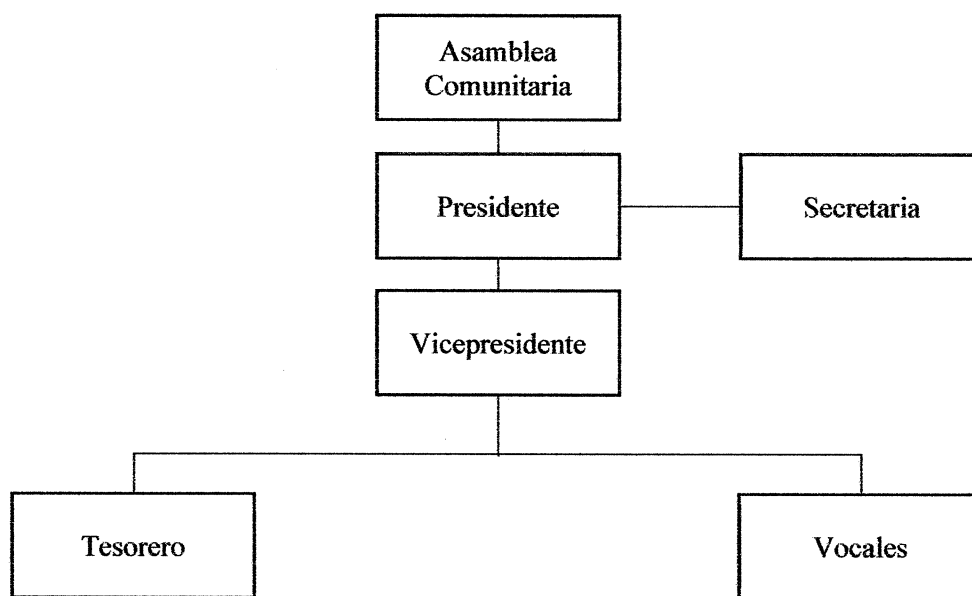 Asamblea
Comunitaria
Presidente
Secretaria
Vicepresidente
Tesorero
Vocales